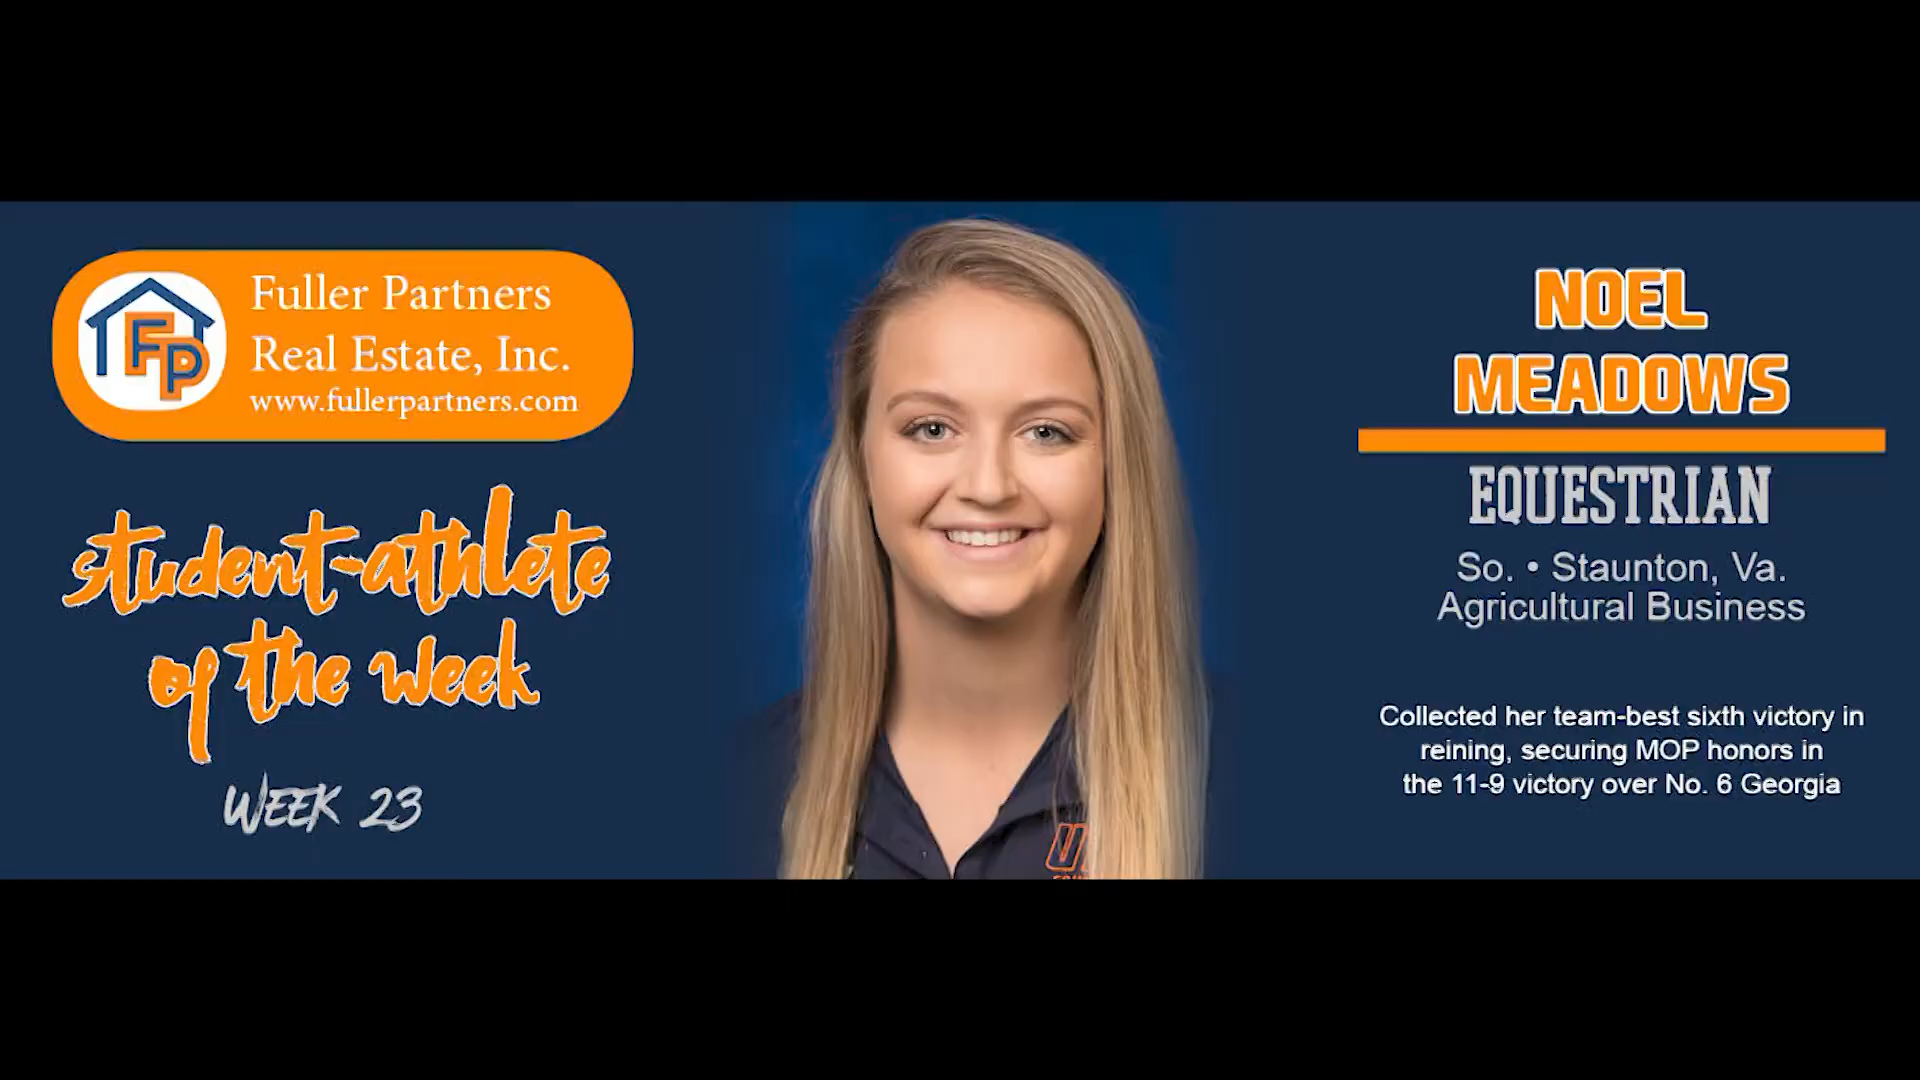 FP
Fuller Partners
Real Estate, Inc.
www.fullerpartners.com
student-athlete
of the week
WEEK 23
NOEL
MEADOWS
EQUESTRIAN
So. • Staunton, Va.
Agricultural Business
Collected her team-best sixth victory in
reining, securing MOP honors in
the 11-9 victory over No. 6 Georgia